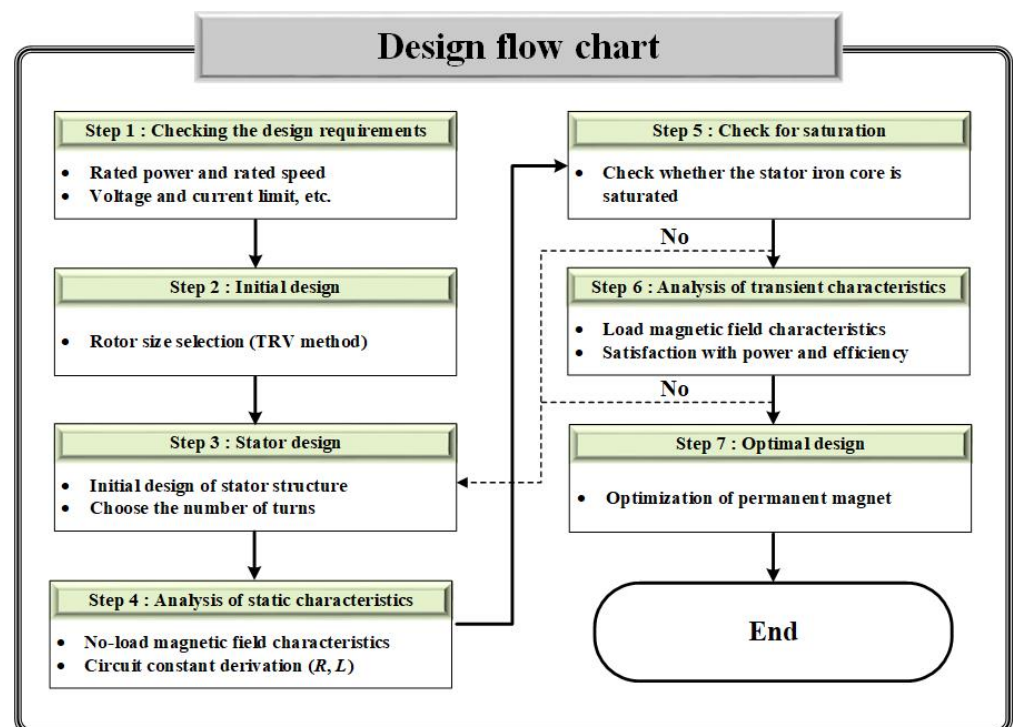 Design flow chart
Step 1 : Checking the design requirements
• Rated power and rated speed
• Voltage and current limit, etc.
Step 2 : Initial design
• Rotor size selection (TRV method)
Step 3 : Stator design
• Initial design of stator structure
• Choose the number of turns
Step 4 : Analysis of static characteristics
• No-load magnetic field characteristics
• Circuit constant derivation (R, L)
Step 5 : Check for saturation
• Check whether the stator iron core is
saturated
No
Step 6 : Analysis of transient characteristics
• Load magnetic field characteristics
• Satisfaction with power and efficiency
No
Step 7 : Optimal design
• Optimization of permanent magnet
End